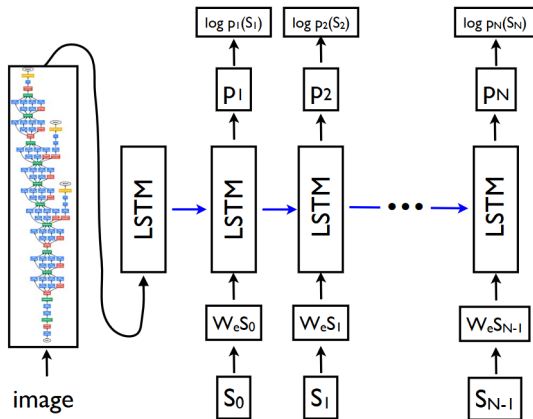 log p₁(S₁) log p₂(S₂) log pN(SN)
p₁ p₂ pN
LSTM LSTM LSTM ••• LSTM
WeS₀ WeS₁ WeSN-1
image S₀ S₁ SN-1